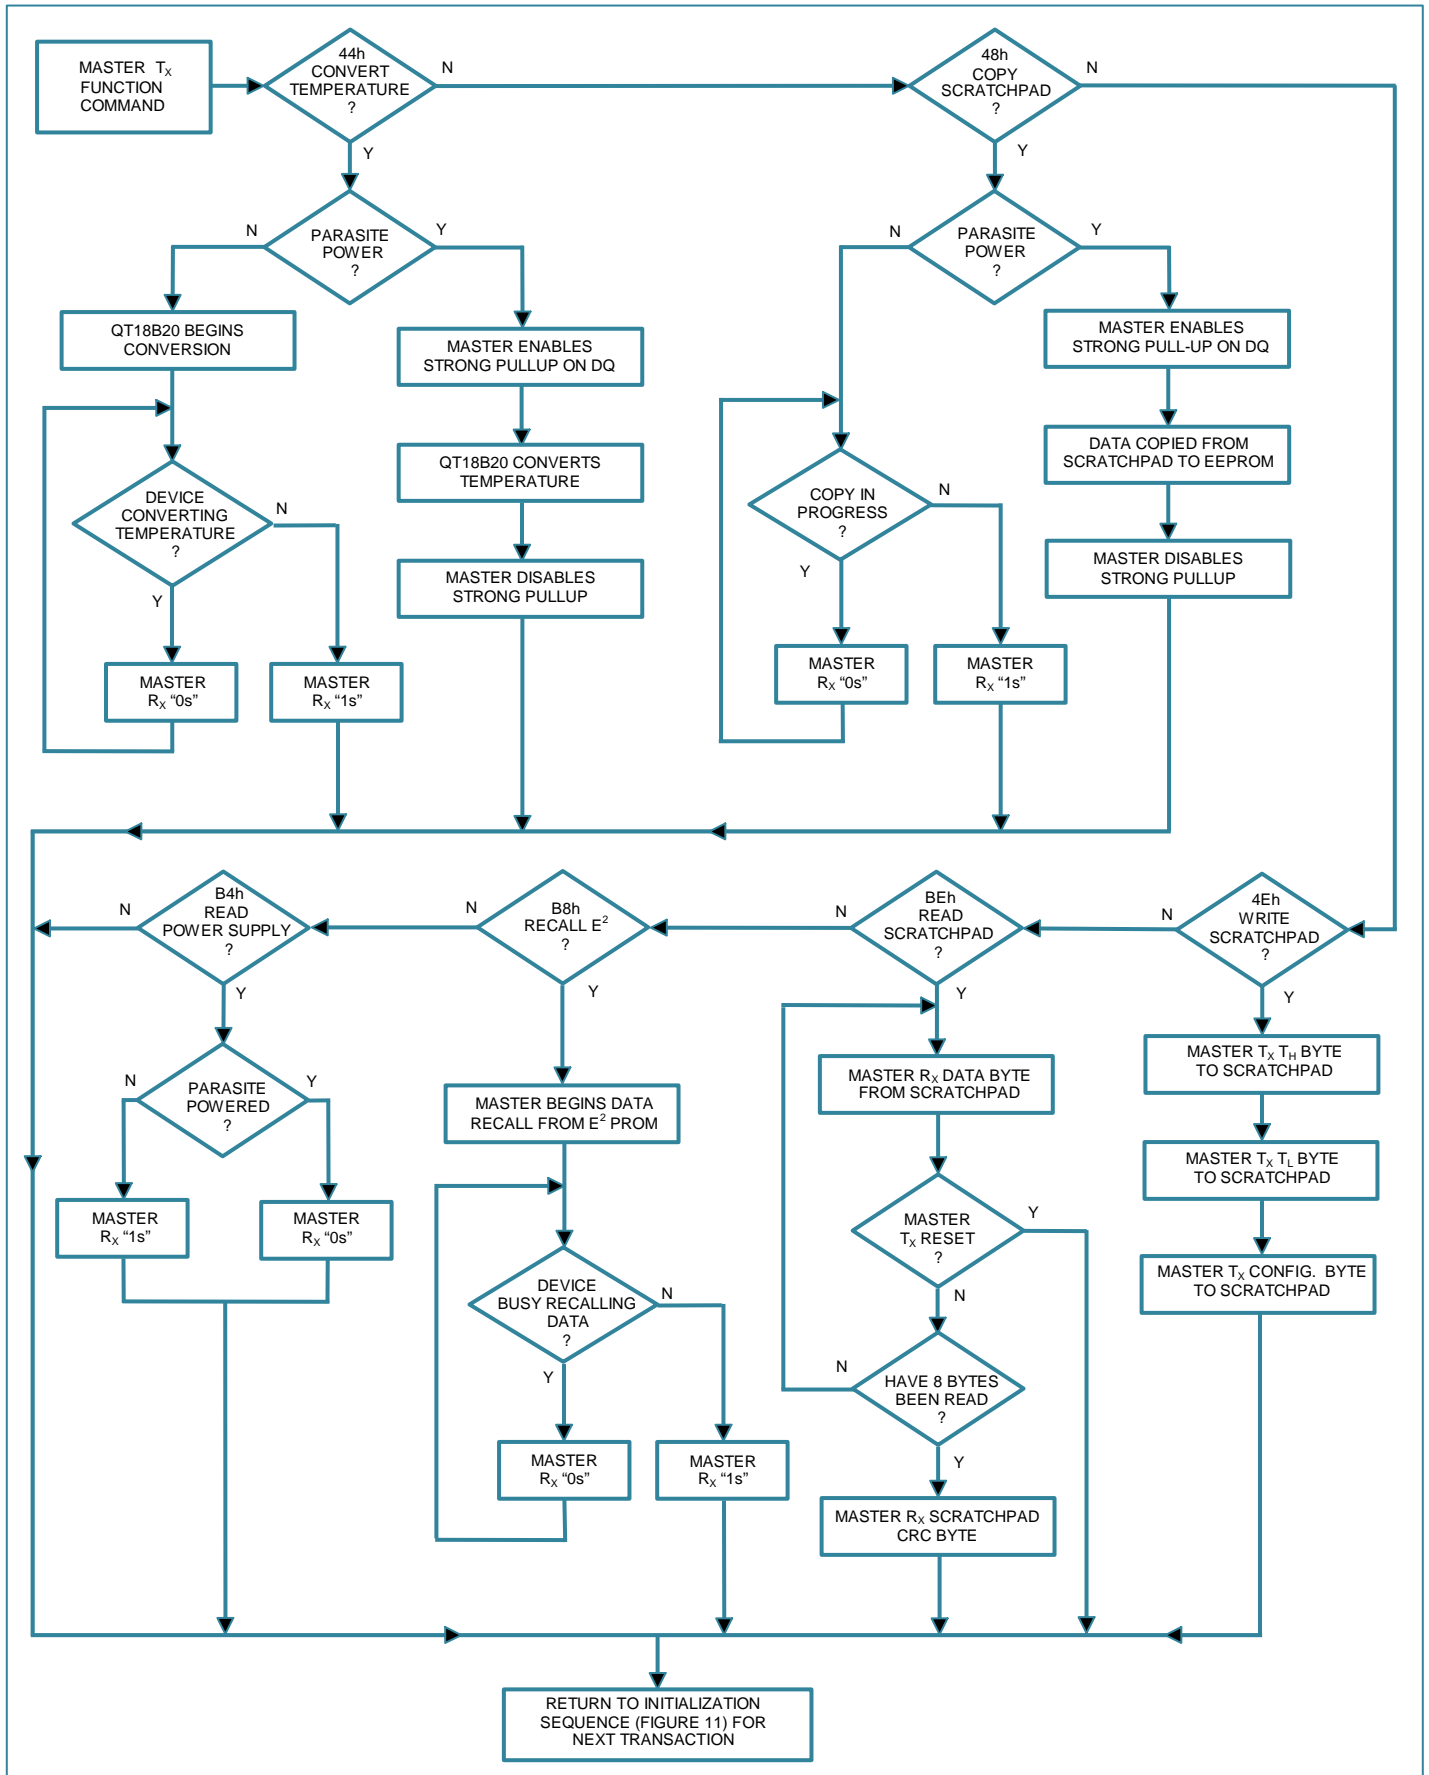 MASTER TX
FUNCTION
COMMAND
44h
CONVERT
TEMPERATURE
?
N
Y
48h
COPY
SCRATCHPAD
?
N
Y
PARASITE
POWER
?
N
Y
QT18B20 BEGINS
CONVERSION
MASTER ENABLES
STRONG PULLUP ON DQ
QT18B20 CONVERTS
TEMPERATURE
MASTER DISABLES
STRONG PULLUP
DEVICE
CONVERTING
TEMPERATURE
?
N
Y
MASTER
RX “0s”
MASTER
RX “1s”
PARASITE
POWER
?
N
Y
MASTER ENABLES
STRONG PULL-UP ON DQ
DATA COPIED FROM
SCRATCHPAD TO EEPROM
MASTER DISABLES
STRONG PULLUP
COPY IN
PROGRESS
?
N
Y
MASTER
RX “0s”
MASTER
RX “1s”
B4h
READ
POWER SUPPLY
?
N
Y
B8h
RECALL E2
?
N
Y
BEh
READ
SCRATCHPAD
?
N
Y
4Eh
WRITE
SCRATCHPAD
?
N
Y
PARASITE
POWERED
?
N
Y
MASTER
RX “1s”
MASTER
RX “0s”
MASTER BEGINS DATA
RECALL FROM E2 PROM
DEVICE
BUSY RECALLING
DATA
?
N
Y
MASTER
RX “0s”
MASTER
RX “1s”
MASTER RX DATA BYTE
FROM SCRATCHPAD
MASTER
TX RESET
?
Y
N
HAVE 8 BYTES
BEEN READ
?
N
Y
MASTER RX SCRATCHPAD
CRC BYTE
MASTER TX TH BYTE
TO SCRATCHPAD
MASTER TX TL BYTE
TO SCRATCHPAD
MASTER TX CONFIG. BYTE
TO SCRATCHPAD
RETURN TO INITIALIZATION
SEQUENCE (FIGURE 11) FOR
NEXT TRANSACTION